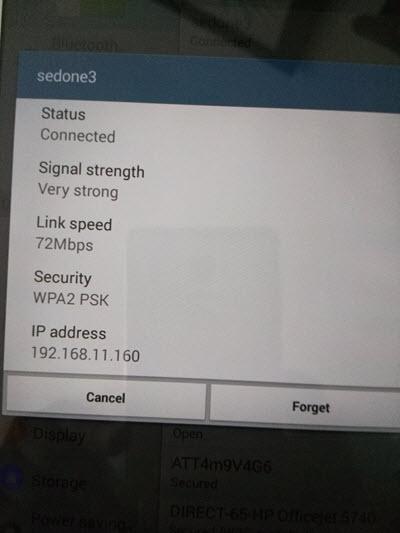 sedone3
Connected
Bluetooth
sedone3
Status
Connected
Signal strength
Very strong
Link speed
72Mbps
Security
WPA2 PSK
IP address
192.168.11.160
Cancel
Forget
Display
Open
ATT4m9V4G6
Storage
Secured
DIRECT-65-HP Officejet 5740
Power saving